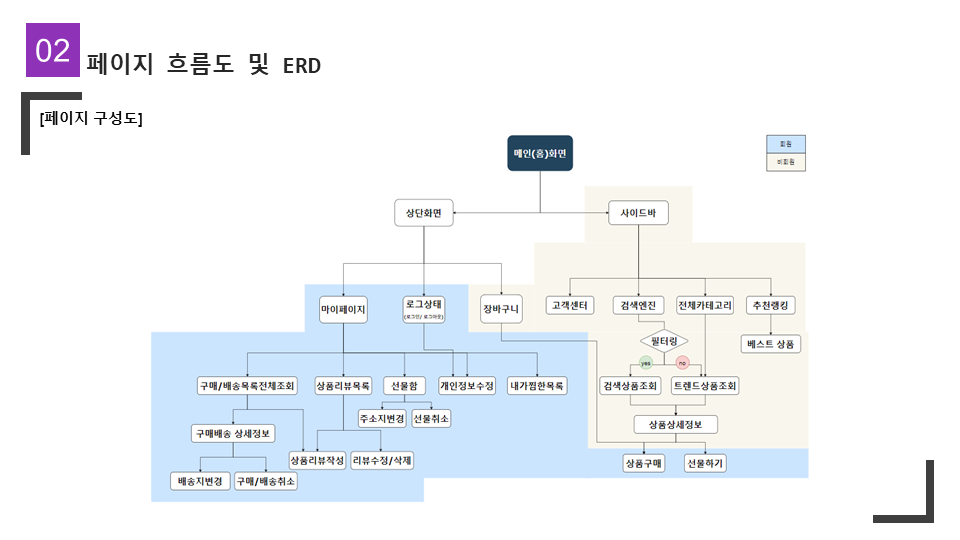 02
페이지 흐름도 및 ERD
[페이지 구성도]
메인(홈)화면
회원
비회원
상단화면
사이드바
마이페이지
로그상태
(로그인/ 로그아웃)
장바구니
고객센터
검색엔진
전체카테고리
추천랭킹
필터링
베스트 상품
yes
no
구매/배송목록전체조회
상품리뷰목록
선물함
개인정보수정
내가찜한목록
검색상품조회
트렌드상품조회
주소지변경
선물취소
상품상세정보
구매배송 상세정보
상품리뷰작성
리뷰수정/삭제
상품구매
선물하기
배송지변경
구매/배송취소